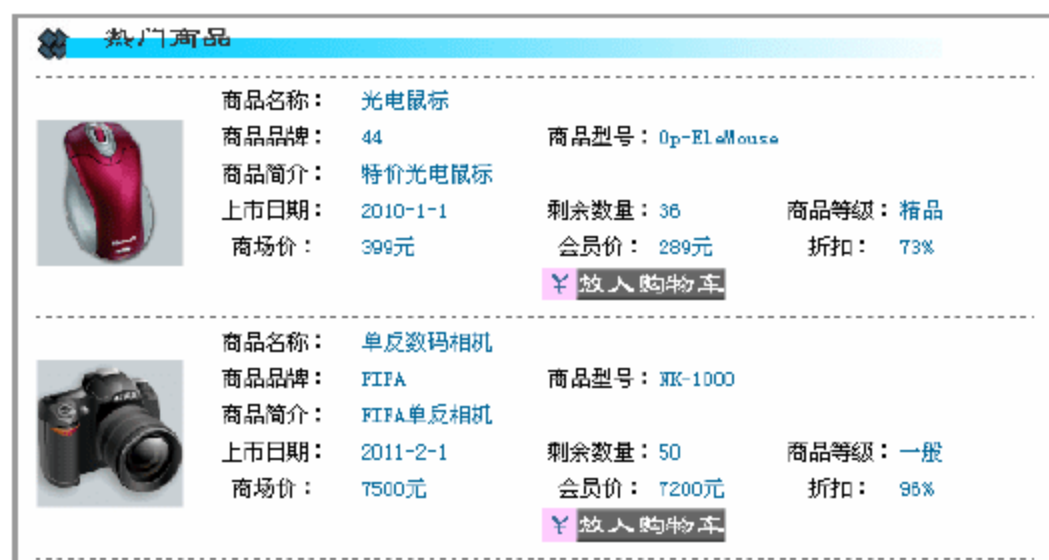 热门商品
商品名称： 光电鼠标
商品品牌： 44 商品型号：Op-EleMouse
商品简介： 特价光电鼠标
上市日期： 2010-1-1 剩余数量：36 商品等级：精品
商场价： 399元 会员价： 289元 折扣： 73%
￥ 放入购物车
商品名称： 单反数码相机
商品品牌： FIFA 商品型号：NK-1000
商品简介： FIFA单反相机
上市日期： 2011-2-1 剩余数量：50 商品等级：一般
商场价： 7500元 会员价： 7200元 折扣： 96%
￥ 放入购物车